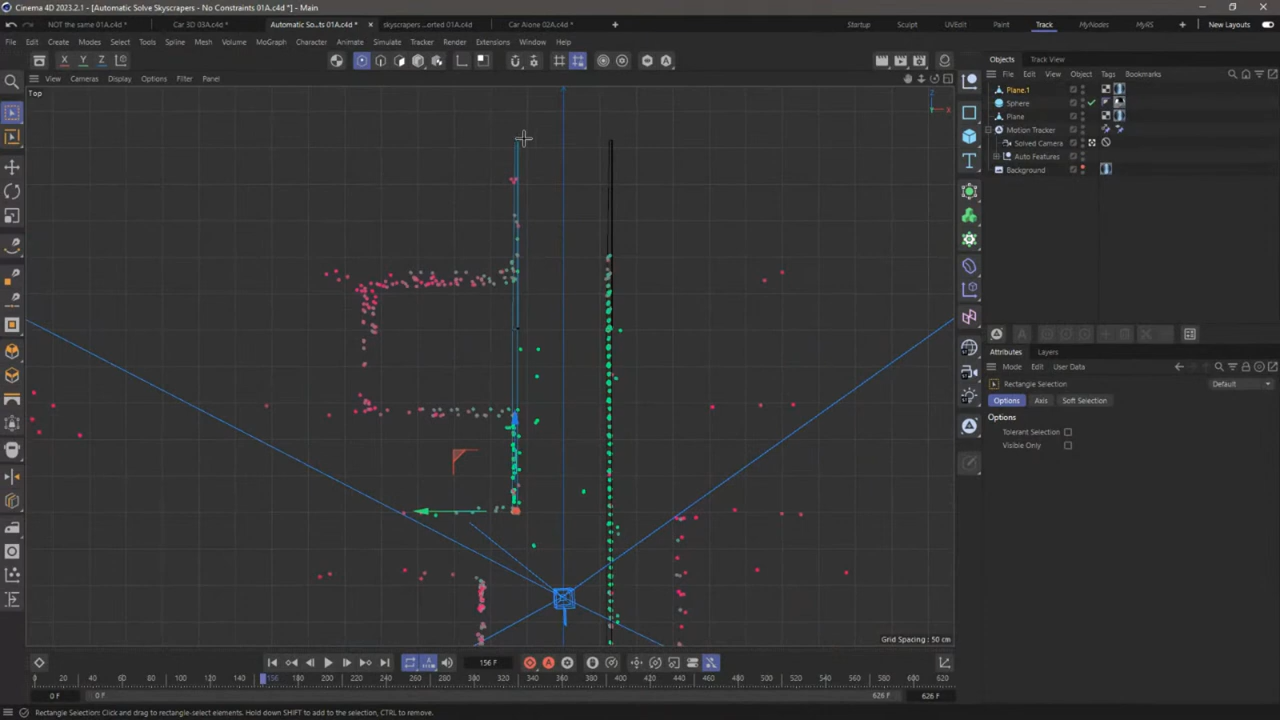 Cinema 4D 2023.2.1 - [Automatic Solve Skyscrapers - No Constraints 01A.c4d *] - Main
NOT the same 01A.c4d *
Car 3D 03A.c4d *
Automatic So...ts 01A.c4d *
skyscrapers ...orted 01A.c4d
Car Alone 02A.c4d *
Startup
Sculpt
UVEdit
Paint
Track
MyNodes
MyRS
New Layouts
File Edit Create Modes Select Tools Spline Mesh Volume MoGraph Character Animate Simulate Tracker Render Extensions Window Help
X Y Z
View Cameras Display Options Filter Panel
Top
Z
X
Grid Spacing : 50 cm
Objects Track View
File Edit View Object Tags Bookmarks
Plane.1
Sphere
Plane
Motion Tracker
Solved Camera
Auto Features
Background
Attributes Layers
Mode Edit User Data
Rectangle Selection
Default
Options Axis Soft Selection
Options
Tolerant Selection
Visible Only
156 F
0 20 40 60 80 100 120 140 156 180 200 220 240 260 280 300 320 340 360 380 400 420 440 460 480 500 520 540 560 580 600 620
0 F
0 F
626 F
626 F
Rectangle Selection: Click and drag to rectangle-select elements. Hold down SHIFT to add to the selection, CTRL to remove.